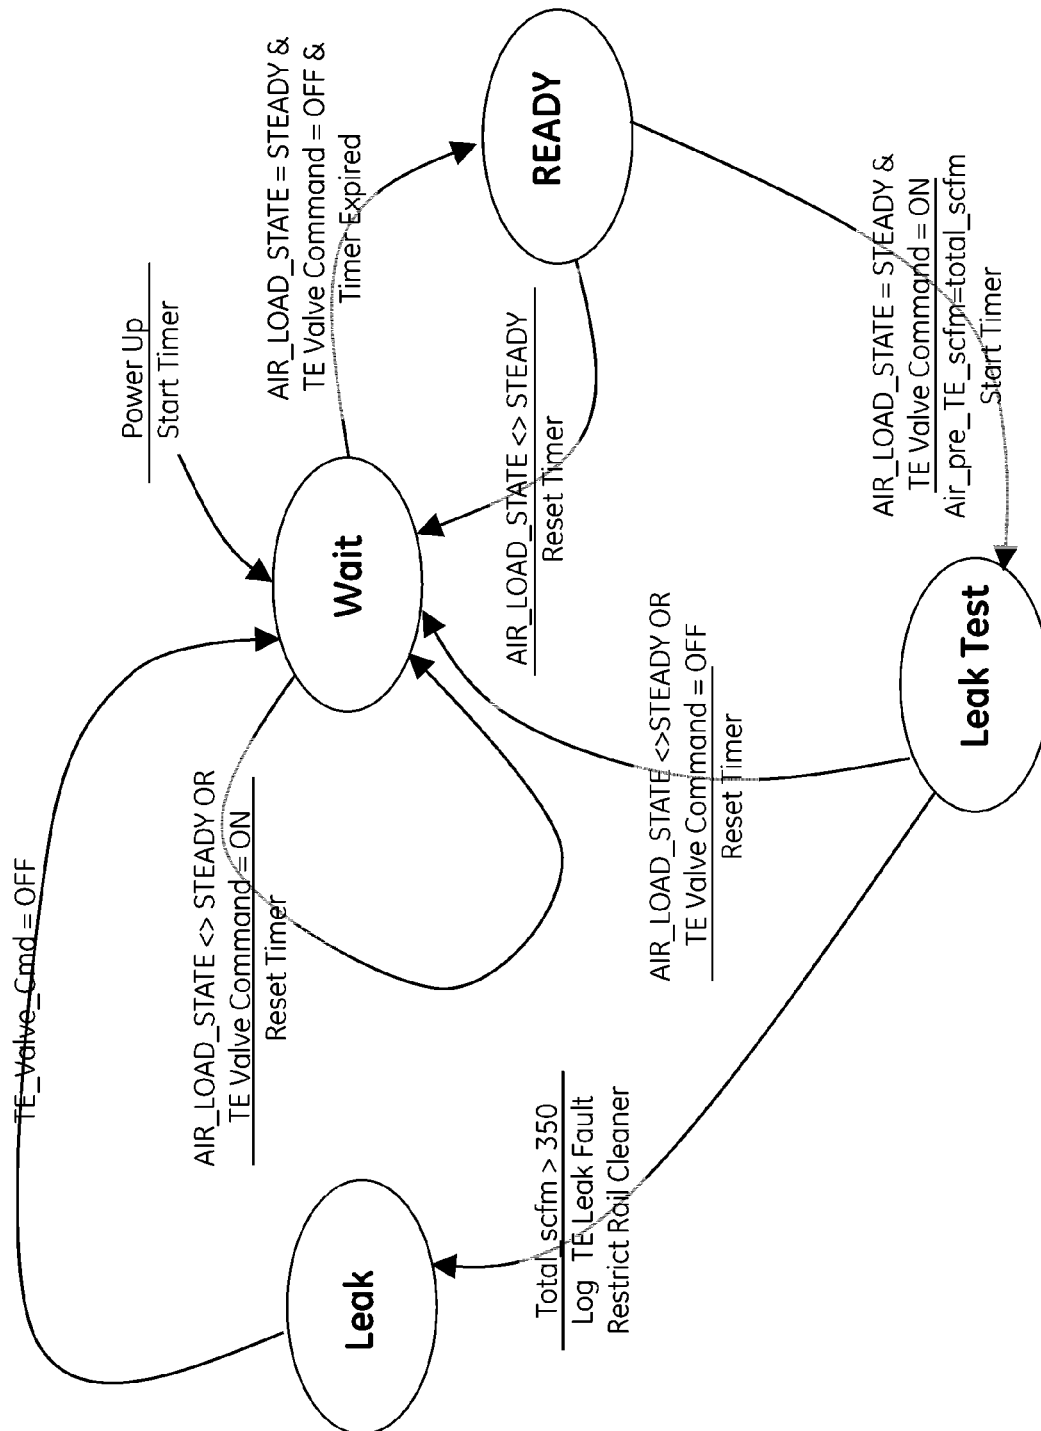 TE_Valve_Cmd = OFF
Power Up
Start Timer
AIR_LOAD_STATE <> STEADY OR
TE Valve Command = ON
Reset Timer
AIR_LOAD_STATE = STEADY &
TE Valve Command = OFF &
Timer Expired
Leak
Wait
READY
AIR_LOAD_STATE <> STEADY
Reset Timer
Total_scfm > 350
Log TE Leak Fault
Restrict Rail Cleaner
AIR_LOAD_STATE <>STEADY OR
TE Valve Command = OFF
Reset Timer
AIR_LOAD_STATE = STEADY &
TE Valve Command = ON
Air_pre_TE_scfm=total_scfm
Start Timer
Leak Test